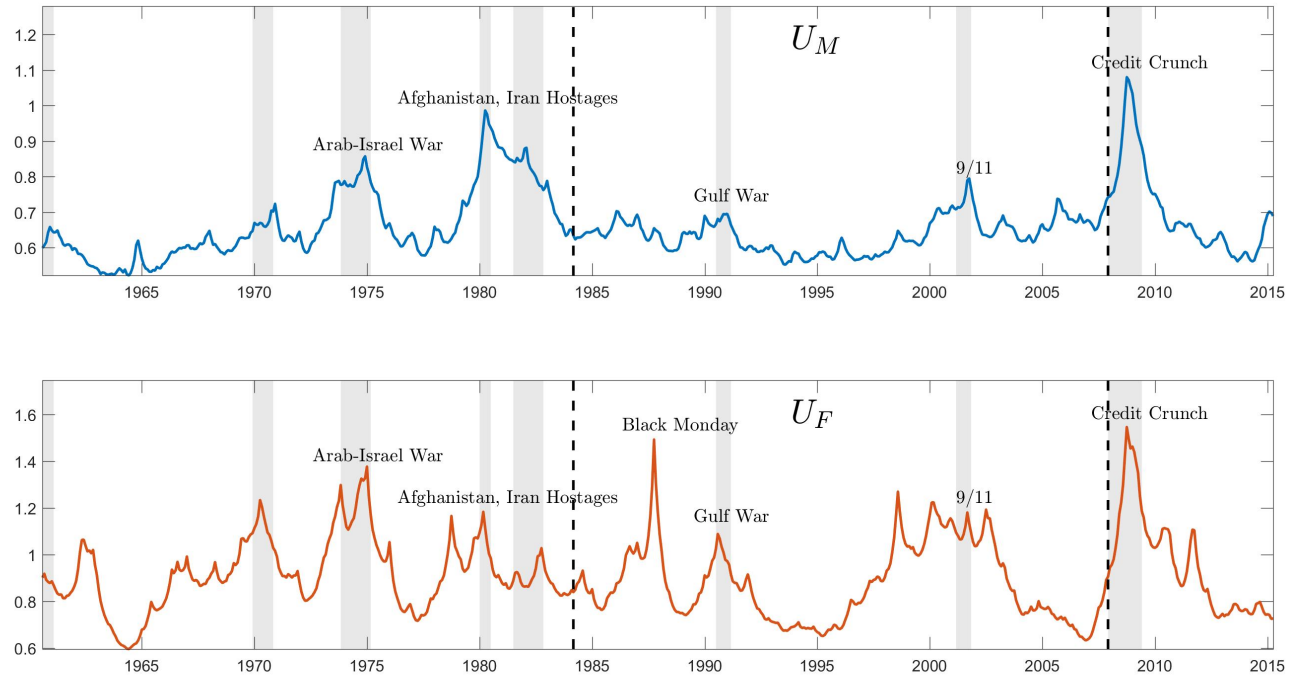 U_M
1.2
1.1
1
0.9
0.8
0.7
0.6
Credit Crunch
Afghanistan, Iran Hostages
Arab-Israel War
9/11
Gulf War
1965 1970 1975 1980 1985 1990 1995 2000 2005 2010 2015
U_F
1.6
1.4
1.2
1
0.8
0.6
Credit Crunch
Black Monday
Arab-Israel War
Afghanistan, Iran Hostages
9/11
Gulf War
1965 1970 1975 1980 1985 1990 1995 2000 2005 2010 2015